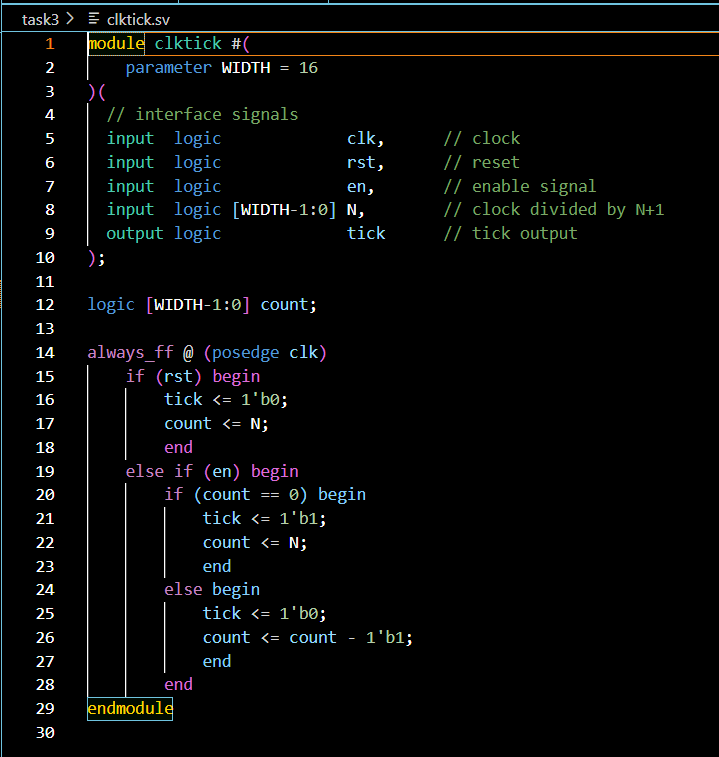 task3 > clktick.sv
1 module clktick #(
2     parameter WIDTH = 16
3 )(
4   // interface signals
5   input  logic             clk,      // clock
6   input  logic             rst,      // reset
7   input  logic             en,       // enable signal
8   input  logic [WIDTH-1:0] N,        // clock divided by N+1
9   output logic             tick      // tick output
10 );
11
12 logic [WIDTH-1:0] count;
13
14 always_ff @ (posedge clk)
15     if (rst) begin
16         tick <= 1'b0;
17         count <= N;
18         end
19     else if (en) begin
20         if (count == 0) begin
21             tick <= 1'b1;
22             count <= N;
23             end
24         else begin
25             tick <= 1'b0;
26             count <= count - 1'b1;
27             end
28         end
29 endmodule
30